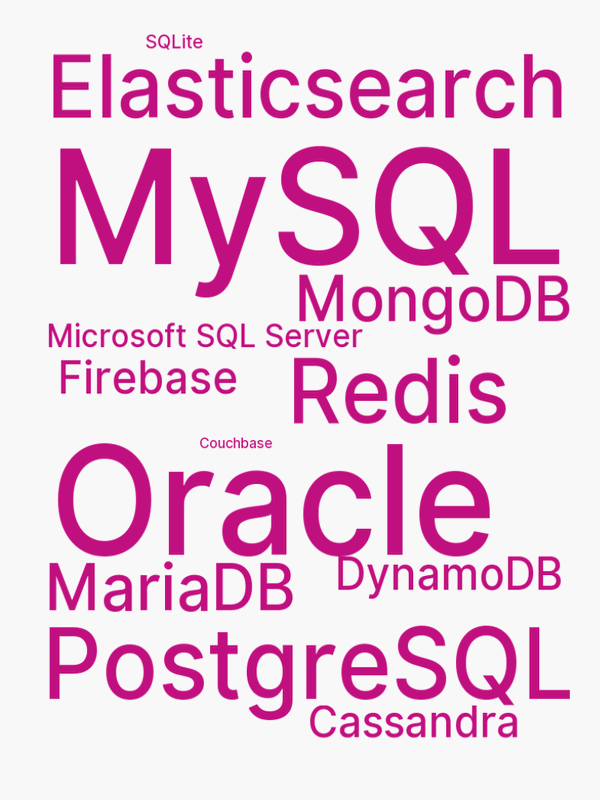 SQLite
Elasticsearch
MySQL
MongoDB
Microsoft SQL Server
Firebase
Redis
Couchbase
Oracle
MariaDB
DynamoDB
PostgreSQL
Cassandra